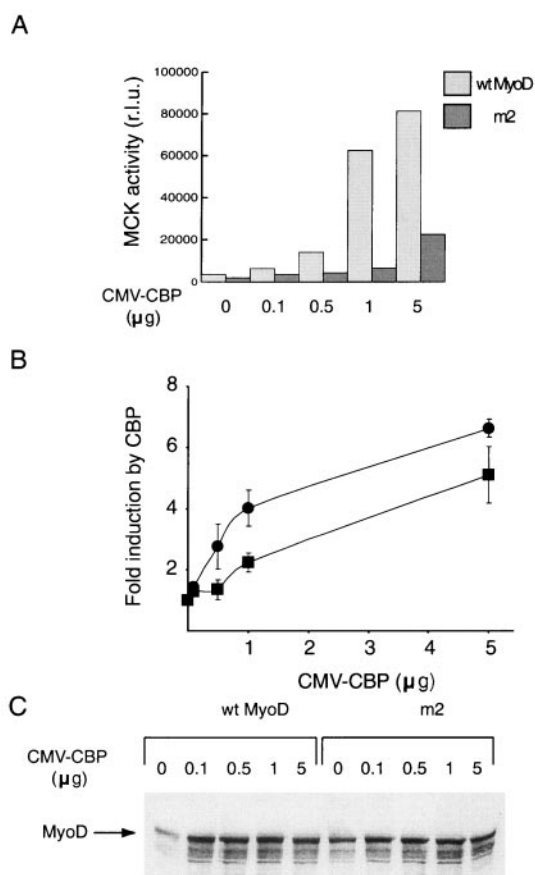 A
MCK activity (r.l.u.)
100000
80000
60000
40000
20000
0
wt MyoD
m2
CMV-CBP
(µg)
0 0.1 0.5 1 5
B
Fold induction by CBP
8
6
4
2
1 2 3 4 5
CMV-CBP (µg)
C
wt MyoD m2
CMV-CBP
(µg)
0 0.1 0.5 1 5 0 0.1 0.5 1 5
MyoD